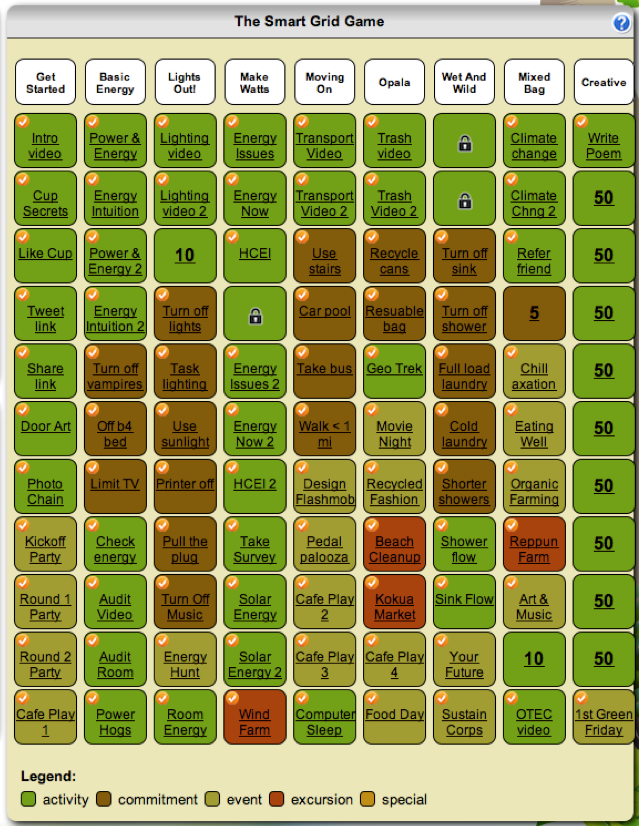 The Smart Grid Game
?
Get
Started
Basic
Energy
Lights
Out!
Make
Watts
Moving
On
Opala
Wet And
Wild
Mixed
Bag
Creative
Intro
video
Power &
Energy
Lighting
video
Energy
Issues
Transport
Video
Trash
video
Climate
change
Write
Poem
Cup
Secrets
Energy
Intuition
Lighting
video 2
Energy
Now
Transport
Video 2
Trash
Video 2
Climate
Chng 2
50
Like Cup
Power &
Energy 2
10
HCEI
Use
stairs
Recycle
cans
Turn off
sink
Refer
friend
50
Tweet
link
Energy
Intuition 2
Turn off
lights
Car pool
Resuable
bag
Turn off
shower
5
50
Share
link
Turn off
vampires
Task
lighting
Energy
Issues 2
Take bus
Geo Trek
Full load
laundry
Chill
axation
50
Door Art
Off b4
bed
Use
sunlight
Energy
Now 2
Walk < 1
mi
Movie
Night
Cold
laundry
Eating
Well
50
Photo
Chain
Limit TV
Printer off
HCEI 2
Design
Flashmob
Recycled
Fashion
Shorter
showers
Organic
Farming
50
Kickoff
Party
Check
energy
Pull the
plug
Take
Survey
Pedal
palooza
Beach
Cleanup
Shower
flow
Reppun
Farm
50
Round 1
Party
Audit
Video
Turn Off
Music
Solar
Energy
Cafe Play
2
Kokua
Market
Sink Flow
Art &
Music
50
Round 2
Party
Audit
Room
Energy
Hunt
Solar
Energy 2
Cafe Play
3
Cafe Play
4
Your
Future
10
50
Cafe Play
1
Power
Hogs
Room
Energy
Wind
Farm
Computer
Sleep
Food Day
Sustain
Corps
OTEC
video
1st Green
Friday
Legend:
activity
commitment
event
excursion
special